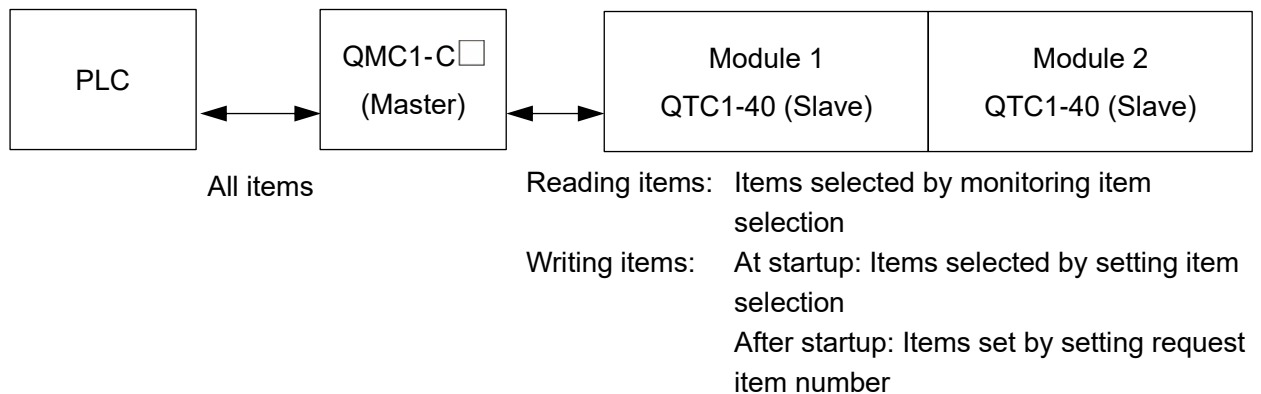 PLC
QMC1-C□
(Master)
Module 1
QTC1-40 (Slave)
Module 2
QTC1-40 (Slave)
All items
Reading items: Items selected by monitoring item
selection
Writing items: At startup: Items selected by setting item
selection
After startup: Items set by setting request
item number